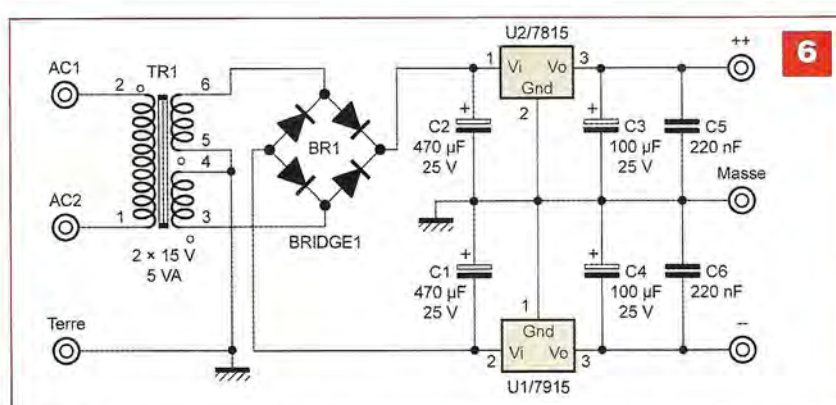 6
U2/7815
++
AC1
TR1
2
6
1
Vi
Vo
3
Gnd
2
5
4
BR1
+
C2
470 µF
25 V
+
C3
100 µF
25 V
C5
220 nF
Masse
AC2
1
3
2 × 15 V
5 VA
BRIDGE1
+
C1
470 µF
25 V
+
C4
100 µF
25 V
C6
220 nF
1
Gnd
Terre
2
Vi
Vo
3
--
U1/7915